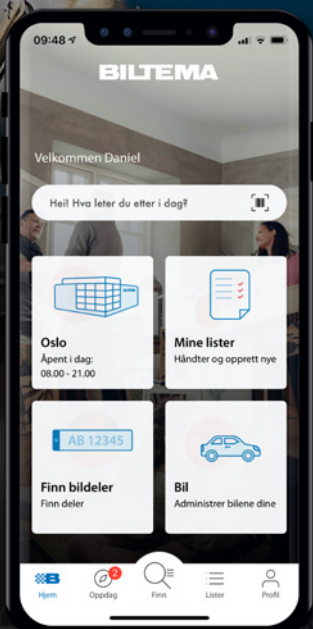 09:48
BILTEMA
Velkommen Daniel
Hei! Hva leter du etter i dag?
Oslo
Åpent i dag:
08.00 - 21.00
Mine lister
Håndter og opprett nye
AB 12345
Finn bildeler
Finn deler
Bil
Administrer bilene dine
B
2
Hjem
Oppdag
Finn
Lister
Profil